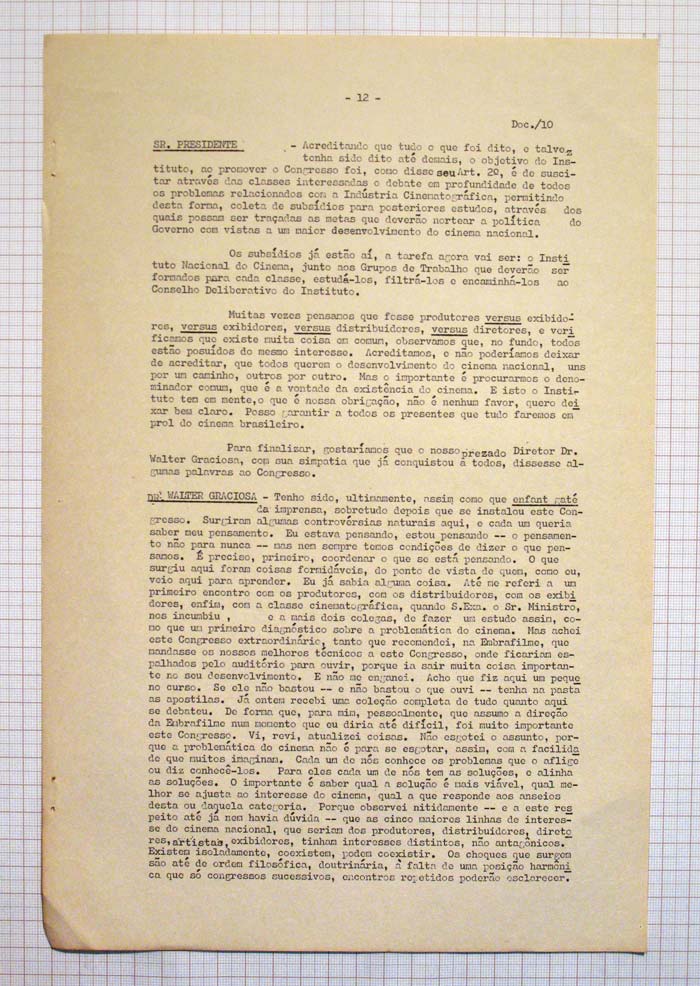 - 12 -
Doc./10
SR. PRESIDENTE - Acreditando que tudo o que foi dito, e talvez
tenha sido dito até demais, o objetivo do Ins-
tituto, ao promover o Congresso foi, como disse seu Art. 20, é de susci-
tar através das classes interessadas o debate em profundidade de todos
os problemas relacionados com a Indústria Cinematográfica, permitindo
desta forma, coleta de subsídios para posteriores estudos, através dos
quais possam ser traçadas as metas que deverão nortear a política do
Governo com vistas a um maior desenvolvimento do cinema nacional.
Os subsídios já estão aí, a tarefa agora vai ser: o Insti
tuto Nacional do Cinema, junto aos Grupos de Trabalho que deverão ser
formados para cada classe, estudá-los, filtrá-los e encaminhá-los ao
Conselho Deliberativo do Instituto.
Muitas vezes pensamos que fosse produtores versus exibido-
res, versus exibidores, versus distribuidores, versus diretores, e veri
ficamos que existe muita coisa em comum, observamos que, no fundo, todos
estão posuídos do mesmo interesse. Acreditamos, e não poderíamos deixar
de acreditar, que todos querem o desenvolvimento do cinema nacional, uns
por um caminho, outros por outro. Mas o importante é procurarmos o deno-
minador comum, que é a vontade da existência do cinema. E isto o Insti-
tuto tem em mente,o que é nossa obrigação, não é nenhum favor, quero dei
xar bem claro. Posso garantir a todos os presentes que tudo faremos em
prol do cinema brasileiro.
Para finalizar, gostaríamos que o nosso prezado Diretor Dr.
Walter Graciosa, com sua simpatia que já conquistou a todos, dissesse al-
gumas palavras ao Congresso.
DR. WALTER GRACIOSA - Tenho sido, ultimamente, assim como que enfant gaté
da imprensa, sobretudo depois que se instalou este Con-
gresso. Surgiram algumas controvérsias naturais aqui, e cada um queria
saber meu pensamento. Eu estava pensando, estou pensando -- o pensamen-
to não para nunca -- mas nem sempre temos condições de dizer o que pen-
samos. É preciso, primeiro, coordenar o que se está pensando. O que
surgiu aqui foram coisas formidáveis, do ponto de vista de quem, como eu,
veio aqui para aprender. Eu já sabia alguma coisa. Até me referi a um
primeiro encontro com os produtores, com os distribuidores, com os exibi
dores, enfim, com a classe cinematográfica, quando S.Exa. o Sr. Ministro,
nos incumbiu , e a mais dois colegas, de fazer um estudo assim, co-
mo que um primeiro diagnóstico sobre a problemática do cinema. Mas achei
este Congresso extraordinário, tanto que recomendei, na Embrafilme, que
mandasse os nossos melhores técnicos a este Congresso, onde ficariam es-
palhados pelo auditório para ouvir, porque ia sair muita coisa importan-
te no seu desenvolvimento. E não me enganei. Acho que fiz aqui um peque
no curso. Se ele não bastou -- e não bastou o que ouvi -- tenha na pasta
as apostilas. Já ontem recebi uma coleção completa de tudo quanto aqui
se debateu. De forma que, para mim, pessoalmente, que assumo a direção
da Embrafilme num momento que eu diria até difícil, foi muito importante
este Congresso. Vi, revi, atualizei coisas. Não esgotei o assunto, por-
que a problemática do cinema não é para se esgotar, assim, com a facilida
de que muitos imaginam. Cada um de nós conhece os problemas que o aflige
ou diz conhecê-los. Para eles cada um de nós tem as soluções, e alinha
as soluções. O importante é saber qual a solução é mais viável, qual me-
lhor se ajusta ao interesse do cinema, qual a que responde aos anseios
desta ou daquela categoria. Porque observei nitidamente -- e a este res
peito até já nem havia dúvida -- que as cinco maiores linhas de interes-
se do cinema nacional, que seriam dos produtores, distribuidores, direto
res, artistas, exibidores, tinham interesses distintos, não antagônicos.
Existem isoladamente, coexistem, podem coexistir. Os choques que surgem
são até de ordem filosófica, doutrinária, à falta de uma posição harmôni
ca que só congressos sucessivos, encontros repetidos poderão esclarecer.